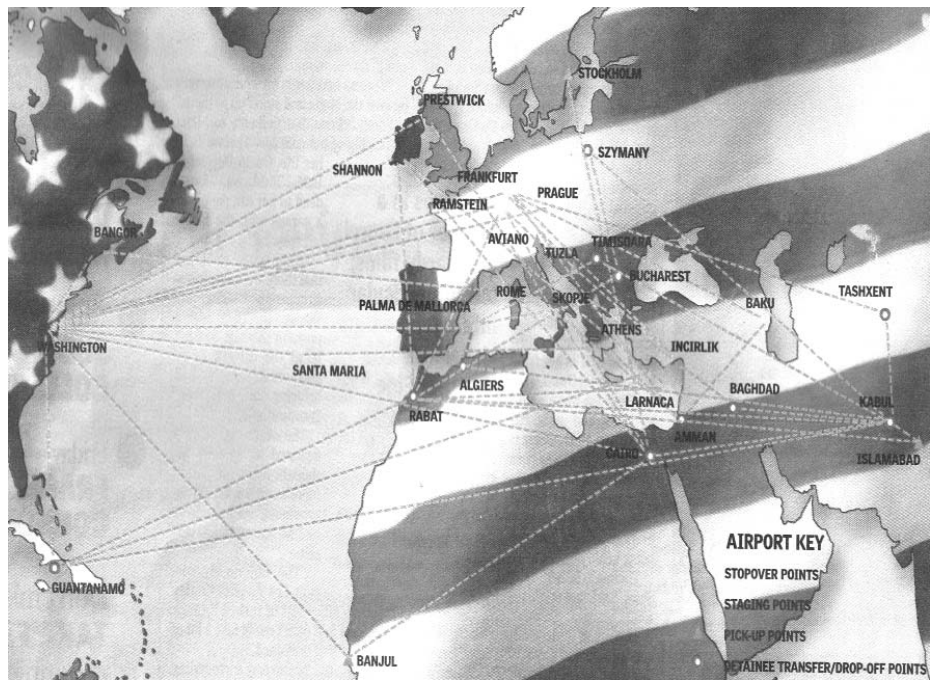 STOCKHOLM
PRESTWICK
SZYMANY
SHANNON
FRANKFURT
RAMSTEIN
PRAGUE
BANGOR
AVIANO
TUZLA
TIMISOARA
BUCHAREST
ROME
SKOPJE
TASHXENT
PALMA DE MALLORCA
BAKU
ATHENS
WASHINGTON
INCIRLIK
SANTA MARIA
ALGIERS
BAGHDAD
LARNACA
KABUL
RABAT
AMMAN
CAIRO
ISLAMABAD
AIRPORT KEY
STOPOVER POINTS
GUANTANAMO
STAGING POINTS
PICK-UP POINTS
BANJUL
DETAINEE TRANSFER/DROP-OFF POINTS